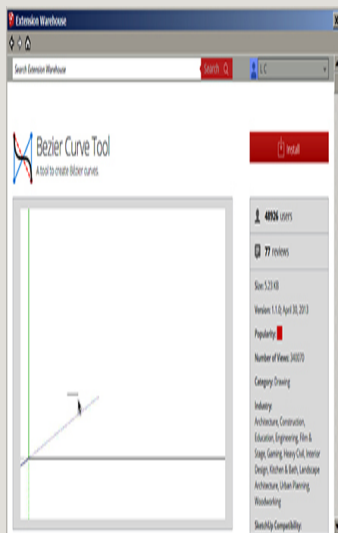 Extension Warehouse
Search Extension Warehouse
Search
L C
Bezier Curve Tool
A tool to create Bézier curves.
Install
48926 users
77 reviews
Size: 5.23 KB
Version: 1.1.0; April 30, 2013
Popularity:
Number of Views: 340070
Category: Drawing
Industry:
Architecture, Construction,
Education, Engineering, Film &
Stage, Gaming, Heavy Civil, Interior
Design, Kitchen & Bath, Landscape
Architecture, Urban Planning,
Woodworking
SketchUp Compatibility: